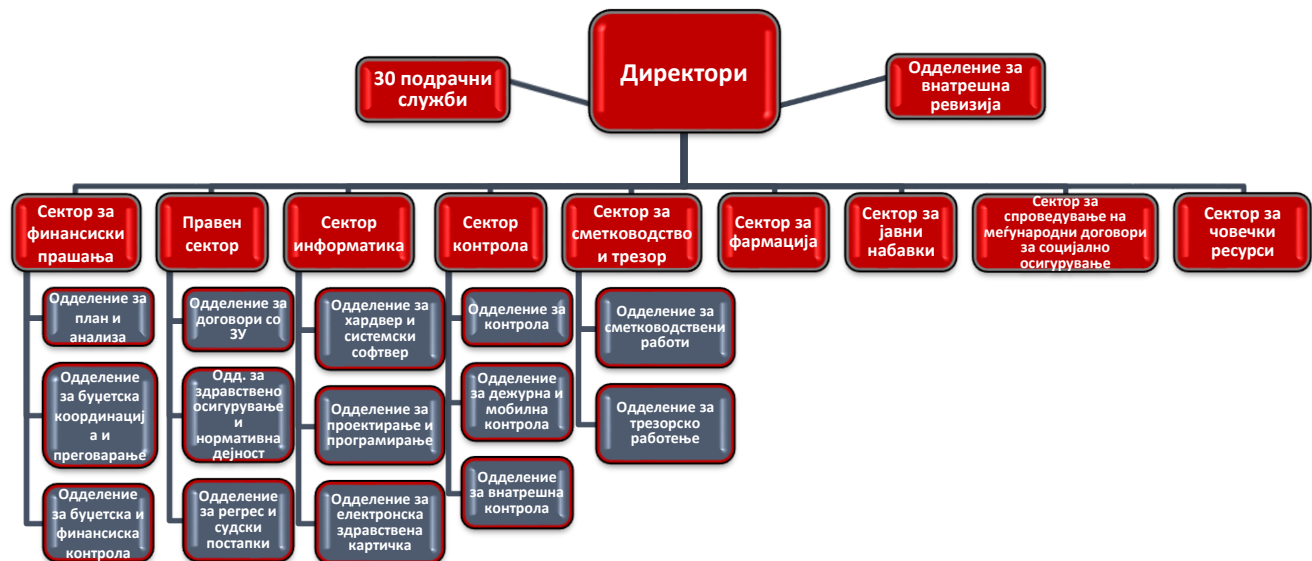 Директори
30 подрачни
служби
Одделение за
внатрешна
ревизија
Сектор за
финансиски
прашања
Правен
сектор
Сектор
информатика
Сектор
контрола
Сектор за
сметководство
и трезор
Сектор за
фармација
Сектор за
јавни
набавки
Сектор за
спроведување на
меѓународни договори
за социјално
осигурување
Сектор за
човечки
ресурси
Одделение за
план и
анализа
Одделение
за буџетска
координациј
а и
преговарање
Одделение
за буџетска и
финансиска
контрола
Одделение за
договори со
ЗУ
Одд. за
здравствено
осигурување
и
нормативна
дејност
Одделение
за регрес и
судски
постапки
Одделение за
хардвер и
системски
софтвер
Одделение за
проектирање и
програмирање
Одделение за
електронска
здравствена
картичка
Одделение за
контрола
Одделение
за дежурна и
мобилна
контрола
Одделение
за внатрешна
контрола
Одделение за
сметководствени
работи
Одделение за
трезорско
работење